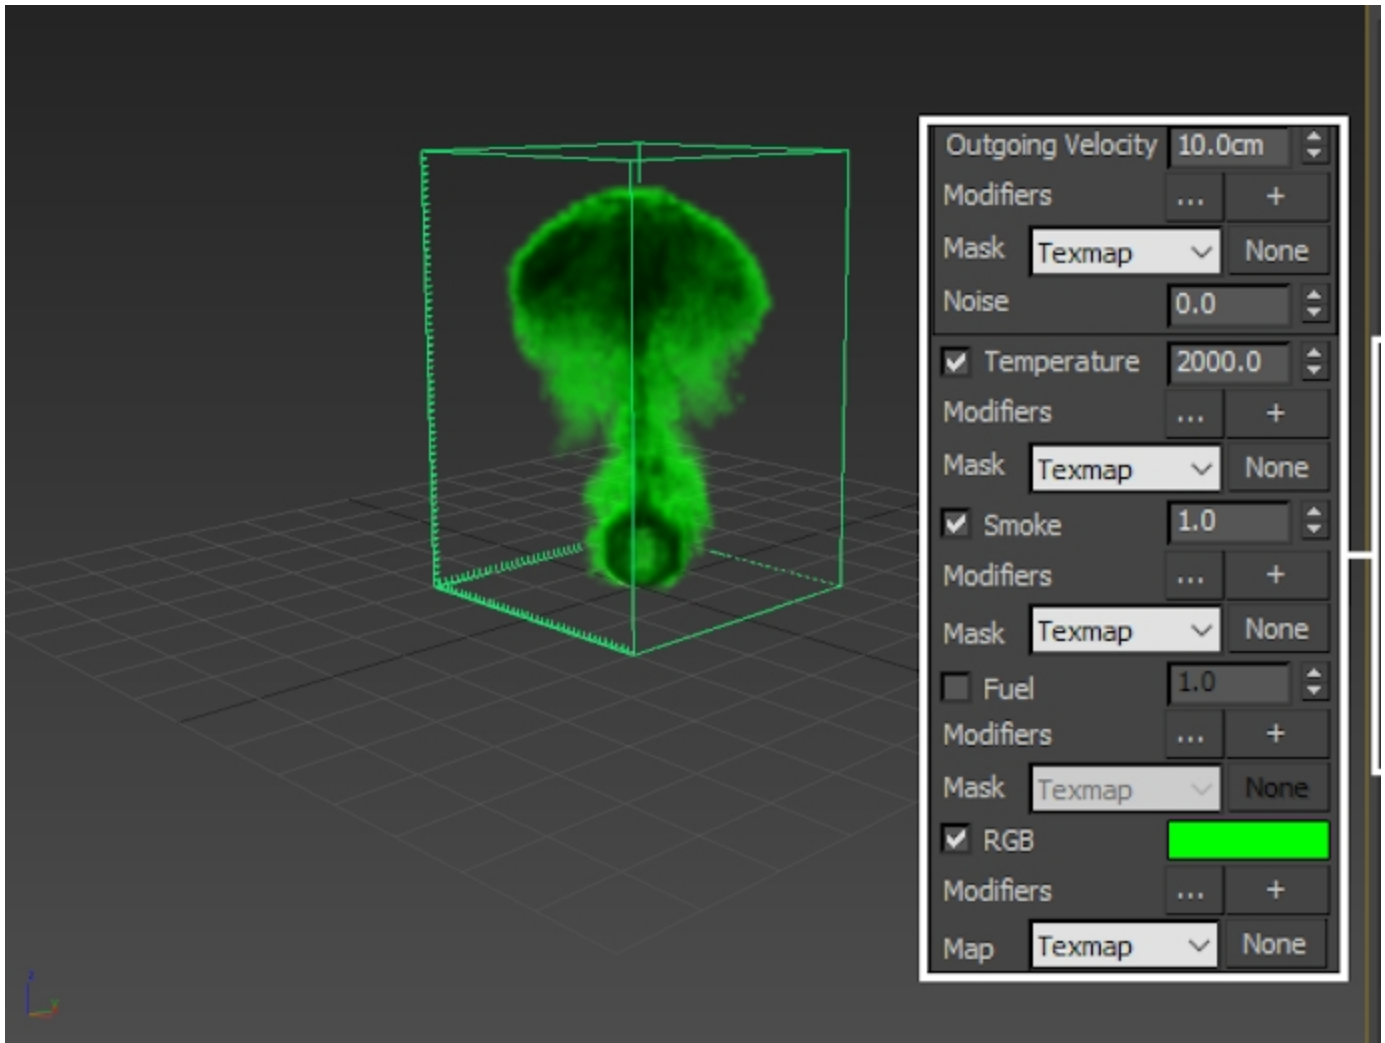 Outgoing Velocity 10.0cm
Modifiers ... +
Mask Texmap None
Noise 0.0
Temperature 2000.0
Modifiers ... +
Mask Texmap None
Smoke 1.0
Modifiers ... +
Mask Texmap None
Fuel 1.0
Modifiers ... +
Mask Texmap None
RGB
Modifiers ... +
Map Texmap None
z
y